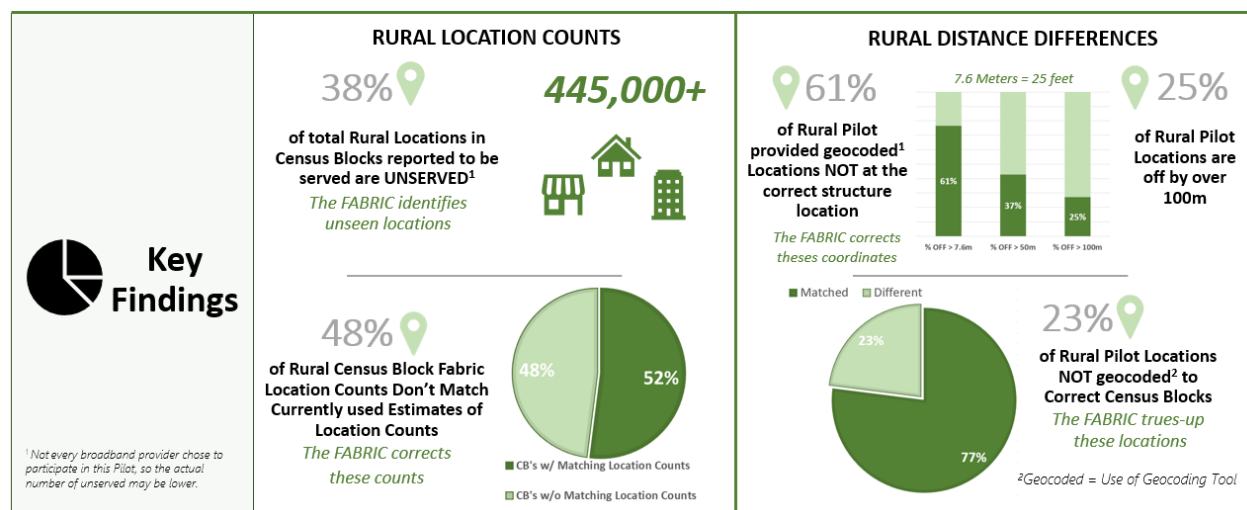 Key
Findings
¹ Not every broadband provider chose to
participate in this Pilot, so the actual
number of unserved may be lower.
RURAL LOCATION COUNTS
38%
of total Rural Locations in
Census Blocks reported to be
served are UNSERVED¹
The FABRIC identifies
unseen locations
445,000+
48%
of Rural Census Block Fabric
Location Counts Don't Match
Currently used Estimates of
Location Counts
The FABRIC corrects
these counts
48%
52%
CB's w/ Matching Location Counts
CB's w/o Matching Location Counts
RURAL DISTANCE DIFFERENCES
61%
of Rural Pilot
provided geocoded¹
Locations NOT at the
correct structure
location
The FABRIC corrects
theses coordinates
7.6 Meters = 25 feet
61%
37%
25%
% OFF > 7.6m
% OFF > 50m
% OFF > 100m
25%
of Rural Pilot
Locations are
off by over
100m
Matched
Different
23%
77%
23%
of Rural Pilot Locations
NOT geocoded² to
Correct Census Blocks
The FABRIC trues-up
these locations
²Geocoded = Use of Geocoding Tool